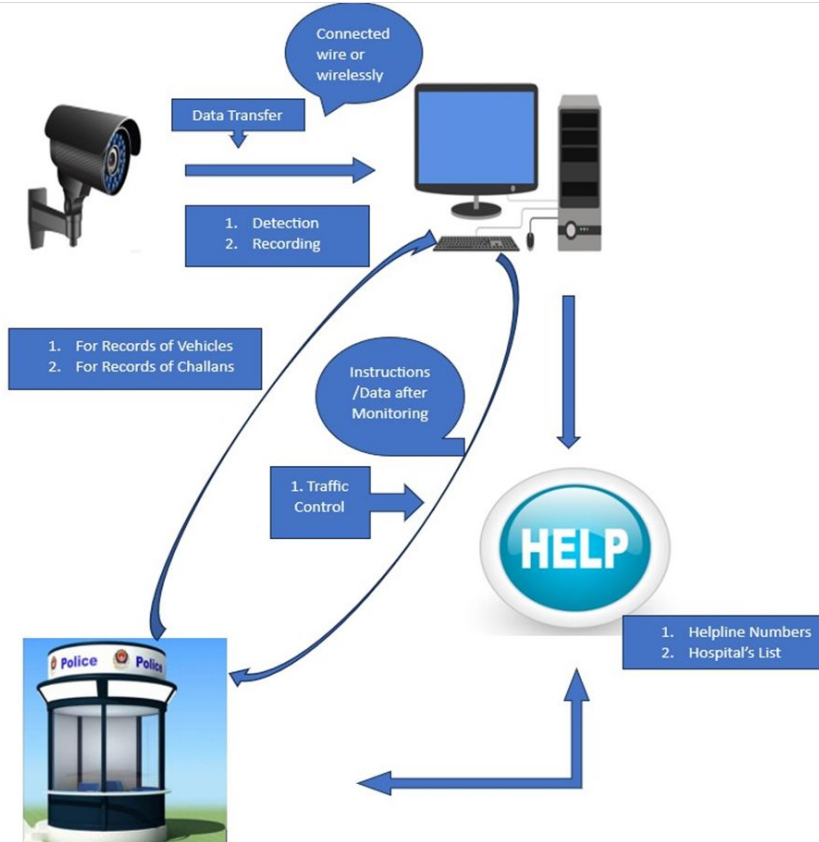 Connected
wire or
wirelessly
Data Transfer
1. Detection
2. Recording
1. For Records of Vehicles
2. For Records of Challans
Instructions
/Data after
Monitoring
1. Traffic
Control
HELP
1. Helpline Numbers
2. Hospital's List
Police Police